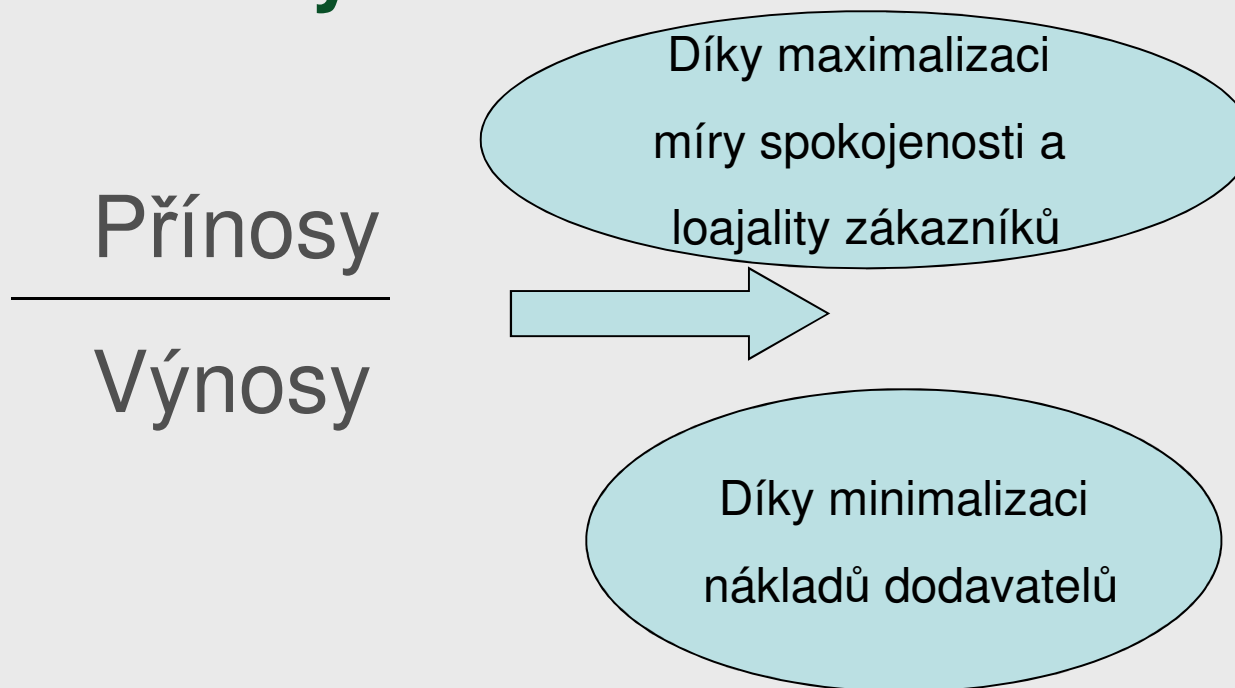 Přínosy
Výnosy
Díky maximalizaci
míry spokojenosti a
loajality zákazníků
Díky minimalizaci
nákladů dodavatelů